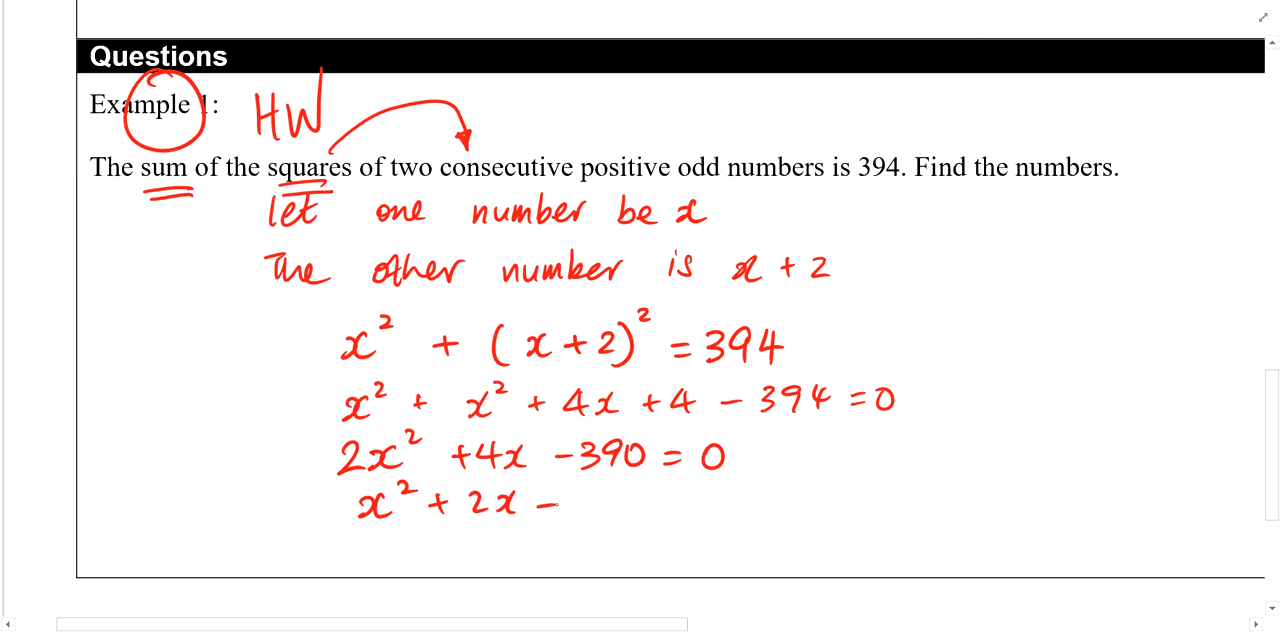 Questions
Example 1:
HW
The sum of the squares of two consecutive positive odd numbers is 394. Find the numbers.
let one number be x
The other number is x + 2
x² + (x + 2)² = 394
x² + x² + 4x + 4 - 394 = 0
2x² + 4x - 390 = 0
x² + 2x -